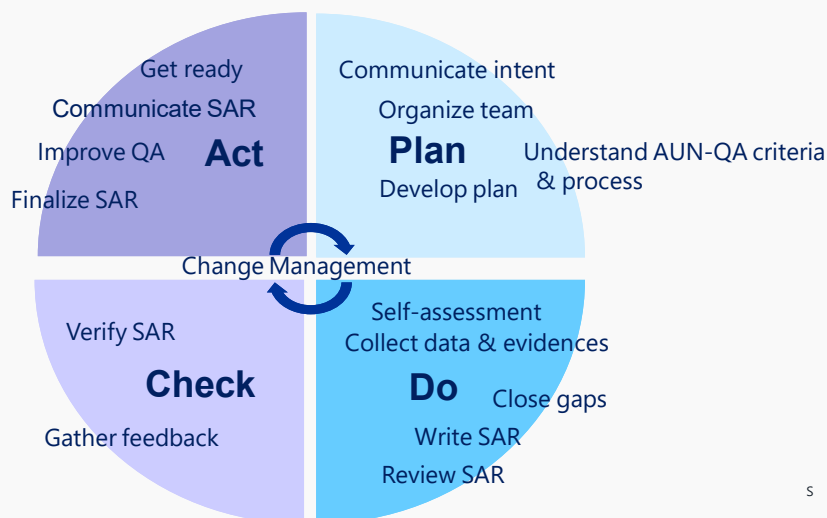 Get ready
Communicate SAR
Improve QA
Act
Finalize SAR
Communicate intent
Organize team
Plan
Understand AUN-QA criteria
& process
Develop plan
Change Management
Verify SAR
Check
Gather feedback
Self-assessment
Collect data & evidences
Do
Close gaps
Write SAR
Review SAR
S